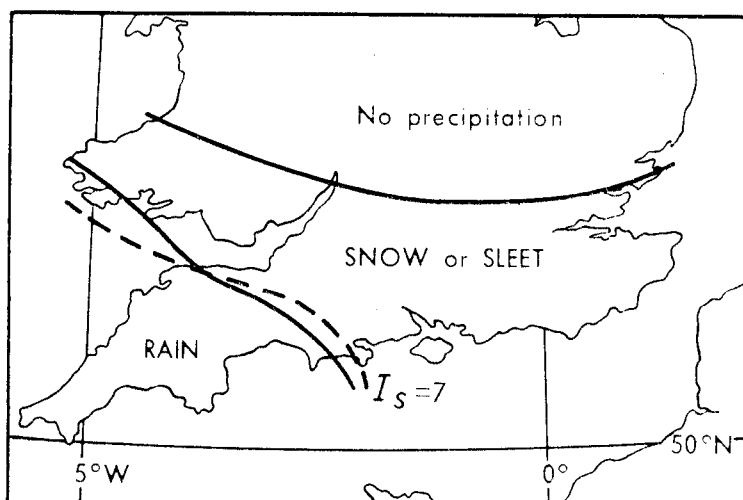 No precipitation
SNOW or SLEET
RAIN
I_s = 7
50°N
5°W
0°